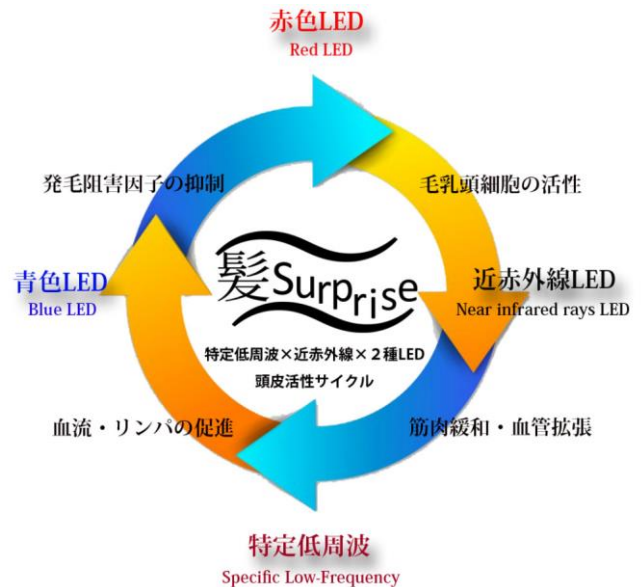 赤色LED
Red LED
発毛阻害因子の抑制
毛乳頭細胞の活性
髪Surprise
青色LED
Blue LED
近赤外線LED
Near infrared rays LED
特定低周波×近赤外線×２種LED
頭皮活性サイクル
血流・リンパの促進
筋肉緩和・血管拡張
特定低周波
Specific Low-Frequency